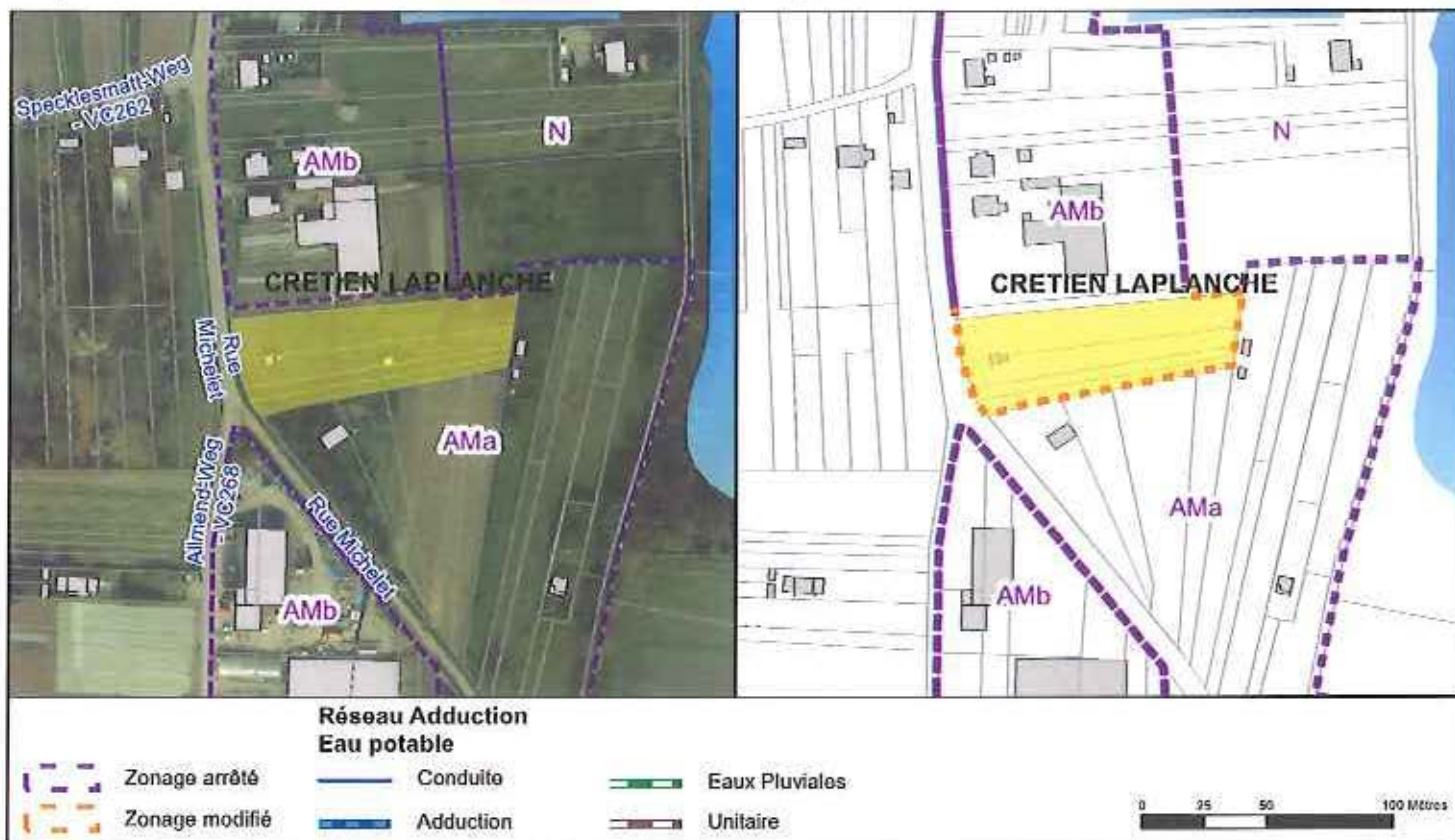 Specklesmatt-Weg
- VC262
AMb
N
CRETIEN LAPLANCHE
Rue
Michelet
AMa
Allmend-Weg
- VC268
Rue Michelet
AMb
N
AMb
CRETIEN LAPLANCHE
AMa
AMb
Réseau Adduction
Eau potable
Zonage arrêté
Conduite
Eaux Pluviales
Zonage modifié
Adduction
Unitaire
0 25 50 100 Mètres